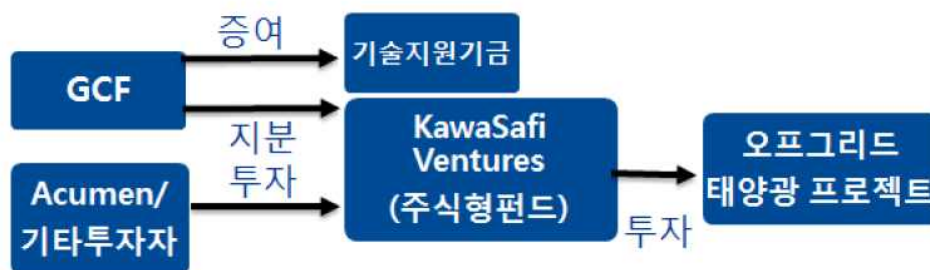 증여
기술지원기금
GCF
지분
투자
KawaSafi
Ventures
(주식형펀드)
오프그리드
태양광 프로젝트
Acumen/
기타투자자
투자